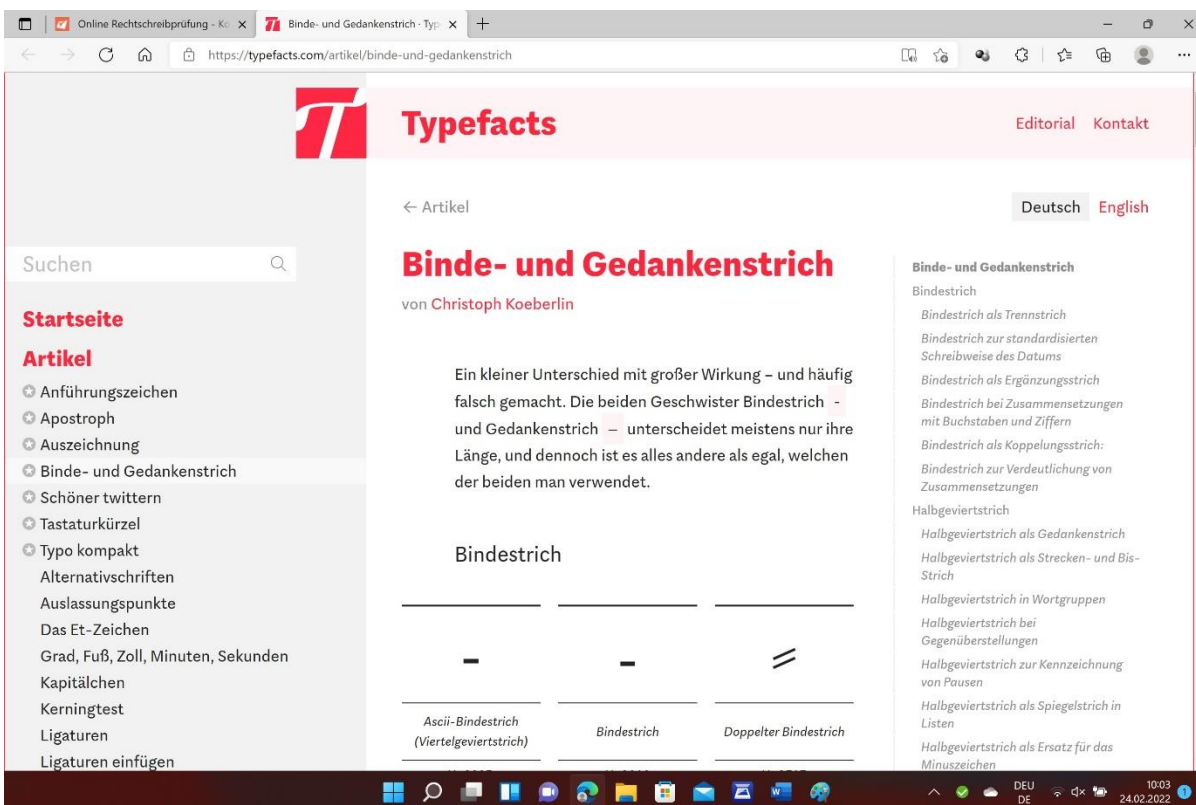 Online Rechtschreibprüfung - Ko
Binde- und Gedankenstrich · Typ
https://typefacts.com/artikel/binde-und-gedankenstrich
Typefacts
Editorial Kontakt
← Artikel
Deutsch English
Suchen
Startseite
Artikel
Anführungszeichen
Apostroph
Auszeichnung
Binde- und Gedankenstrich
Schöner twittern
Tastaturkürzel
Typo kompakt
Alternativschriften
Auslassungspunkte
Das Et-Zeichen
Grad, Fuß, Zoll, Minuten, Sekunden
Kapitälchen
Kerningtest
Ligaturen
Ligaturen einfügen
Binde- und Gedankenstrich
von Christoph Koeberlin
Ein kleiner Unterschied mit großer Wirkung – und häufig
falsch gemacht. Die beiden Geschwister Bindestrich -
und Gedankenstrich – unterscheidet meistens nur ihre
Länge, und dennoch ist es alles andere als egal, welchen
der beiden man verwendet.
Bindestrich
- ‐ ⸗
Ascii-Bindestrich
(Viertelgeviertstrich)
Bindestrich
Doppelter Bindestrich
Binde- und Gedankenstrich
Bindestrich
Bindestrich als Trennstrich
Bindestrich zur standardisierten
Schreibweise des Datums
Bindestrich als Ergänzungsstrich
Bindestrich bei Zusammensetzungen
mit Buchstaben und Ziffern
Bindestrich als Koppelungsstrich:
Bindestrich zur Verdeutlichung von
Zusammensetzungen
Halbgeviertstrich
Halbgeviertstrich als Gedankenstrich
Halbgeviertstrich als Strecken- und Bis-
Strich
Halbgeviertstrich in Wortgruppen
Halbgeviertstrich bei
Gegenüberstellungen
Halbgeviertstrich zur Kennzeichnung
von Pausen
Halbgeviertstrich als Spiegelstrich in
Listen
Halbgeviertstrich als Ersatz für das
Minuszeichen
DEU
DE
10:03
24.02.2022
1